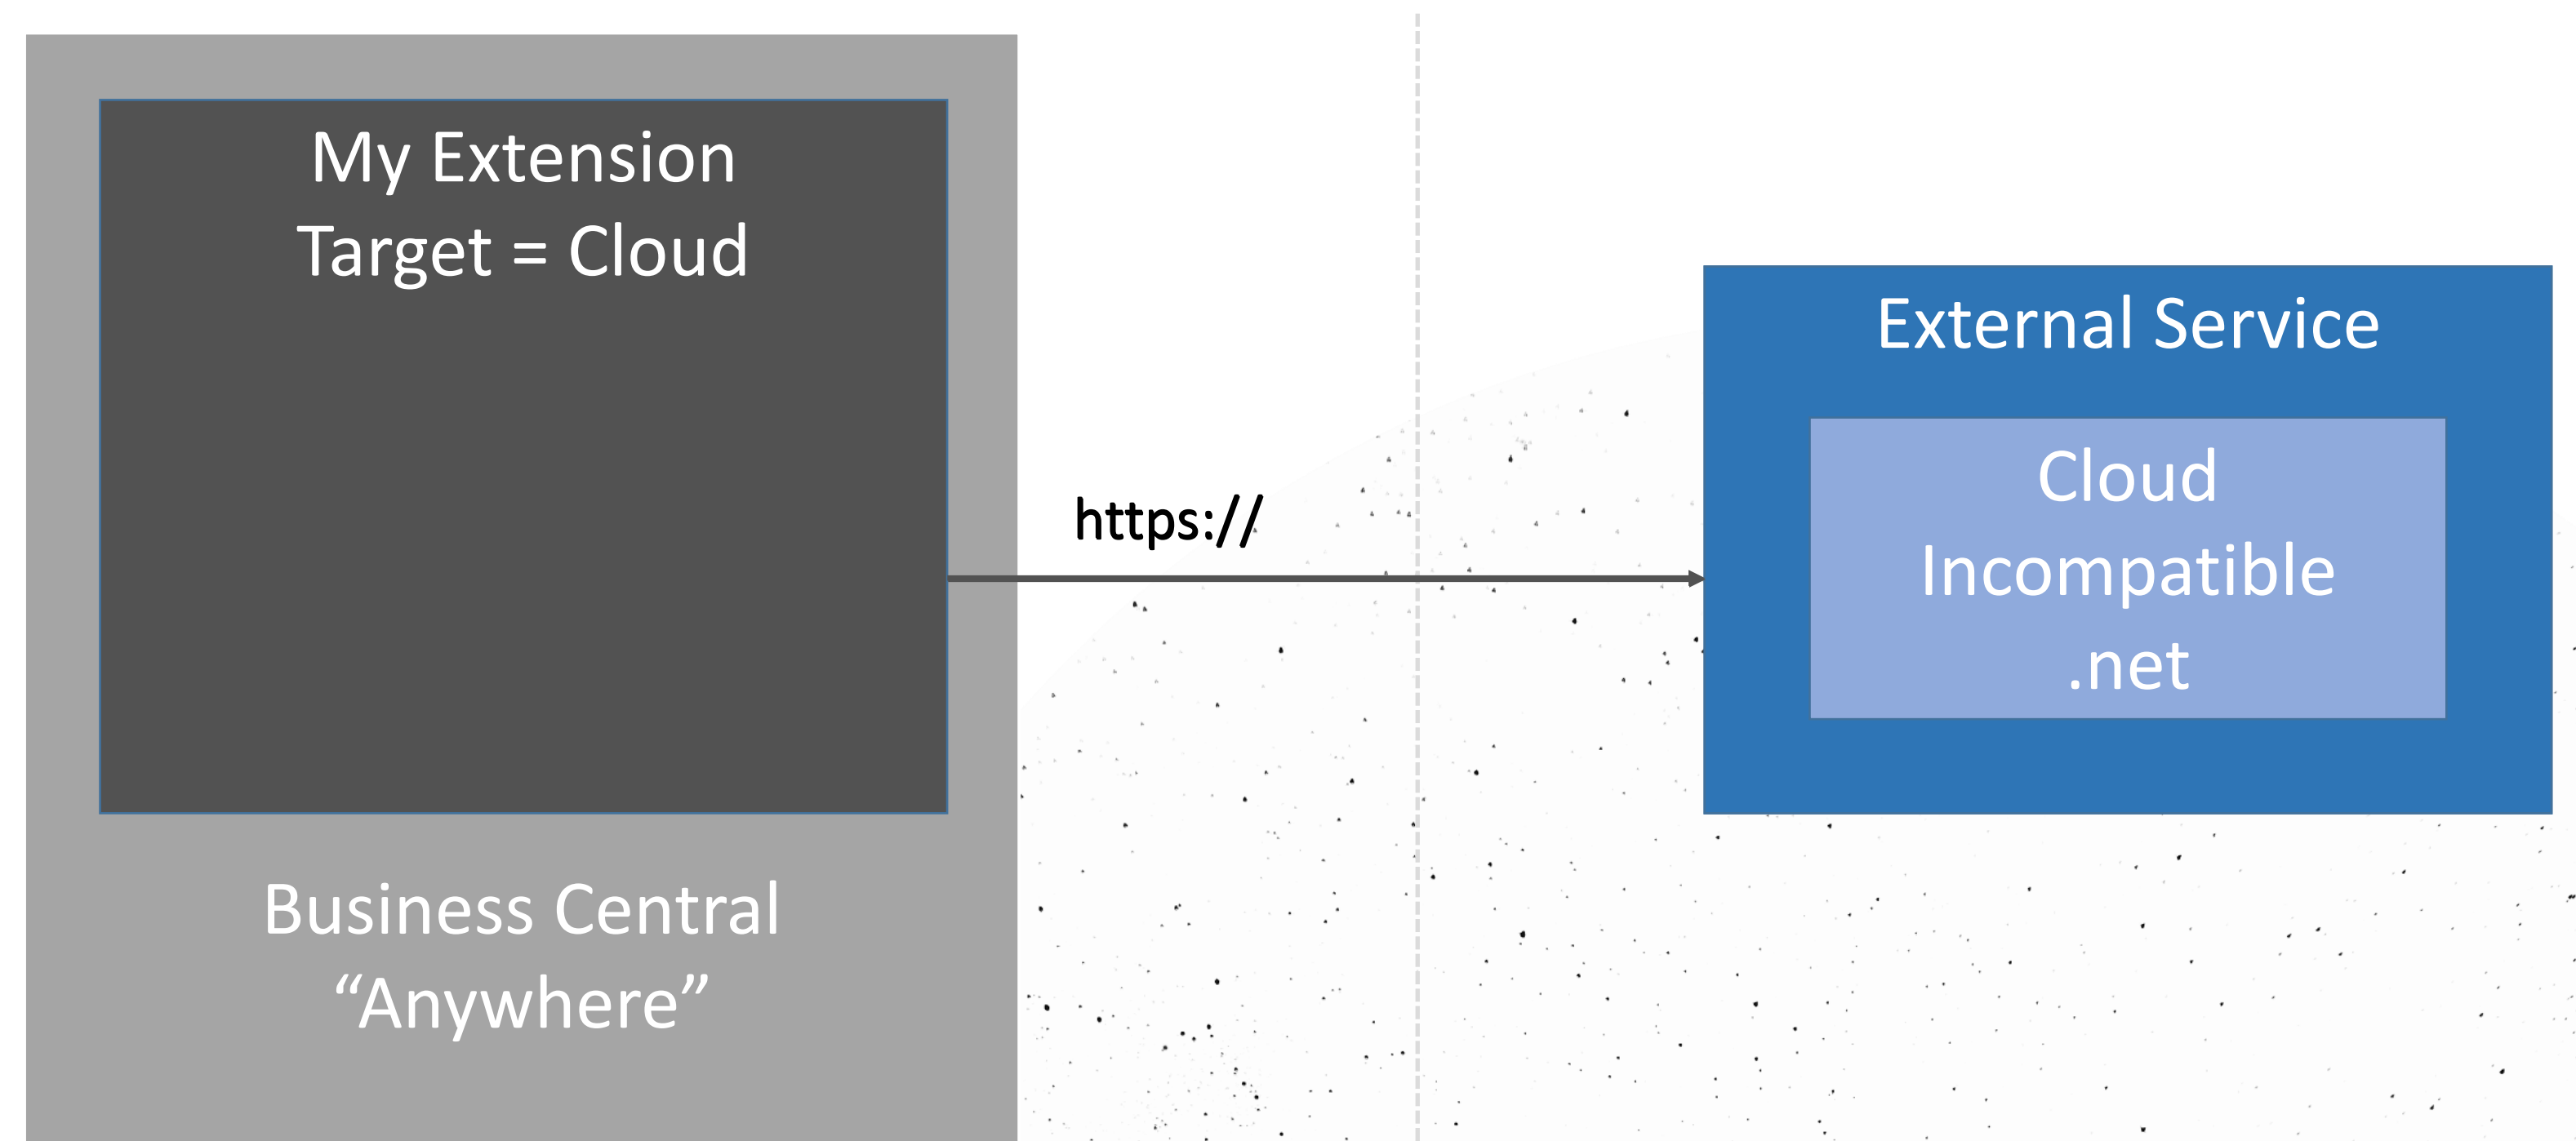 My Extension
Target = Cloud
https://
External Service
Cloud
Incompatible
.net
Business Central
“Anywhere”